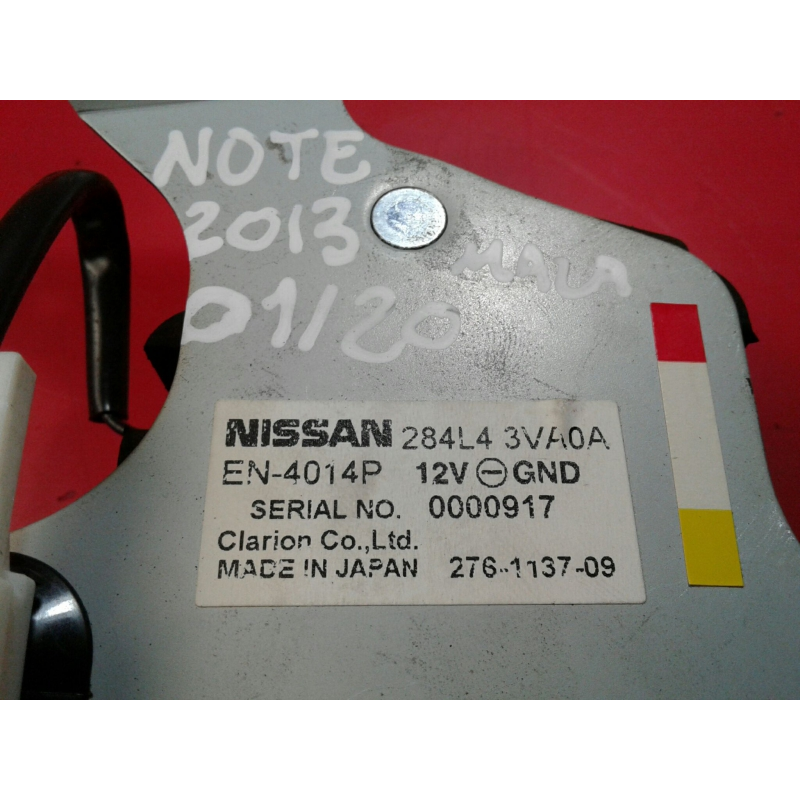 NOTE
2013
MALA
01/20
NISSAN 284L4 3VA0A
EN-4014P 12V ⊖ GND
SERIAL NO. 0000917
Clarion Co.,Ltd.
MADE IN JAPAN 276-1137-09